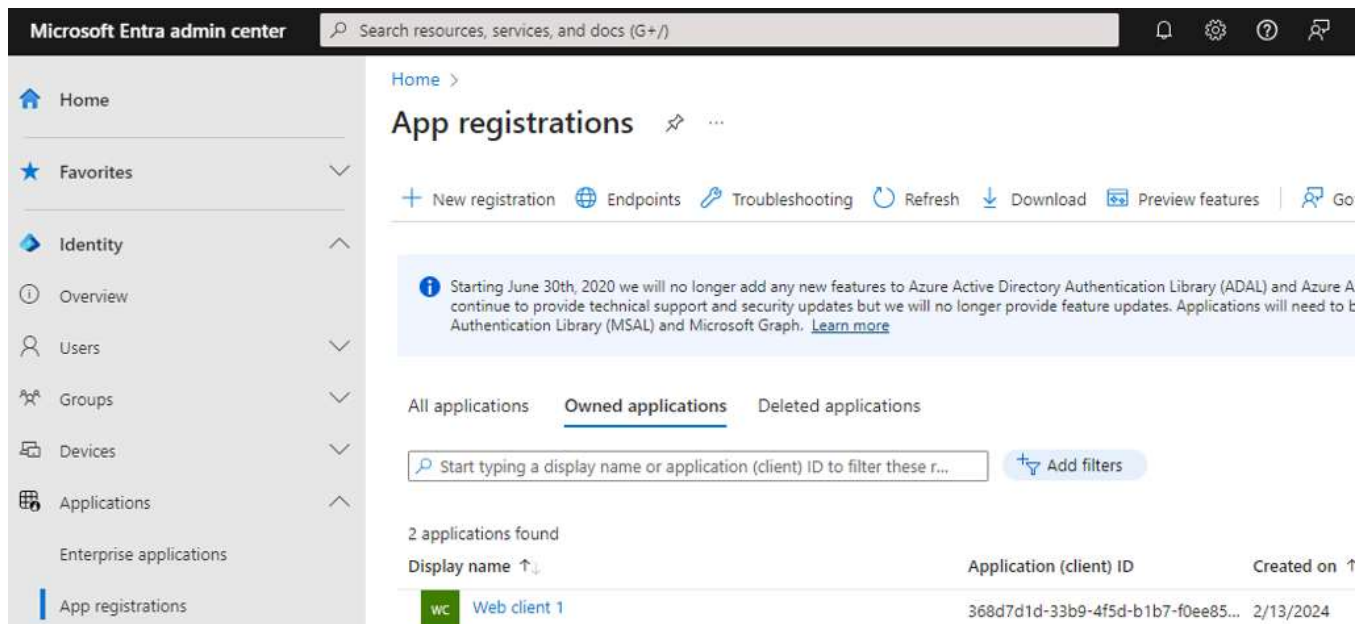 Microsoft Entra admin center
Search resources, services, and docs (G+/)
Home
Favorites
Identity
Overview
Users
Groups
Devices
Applications
Enterprise applications
App registrations
Home >
App registrations
New registration Endpoints Troubleshooting Refresh Download Preview features Go
Starting June 30th, 2020 we will no longer add any new features to Azure Active Directory Authentication Library (ADAL) and Azure A
continue to provide technical support and security updates but we will no longer provide feature updates. Applications will need to b
Authentication Library (MSAL) and Microsoft Graph. Learn more
All applications Owned applications Deleted applications
Start typing a display name or application (client) ID to filter these r...
Add filters
2 applications found
Display name ↑↓ Application (client) ID Created on ↑
WC Web client 1 368d7d1d-33b9-4f5d-b1b7-f0ee85... 2/13/2024